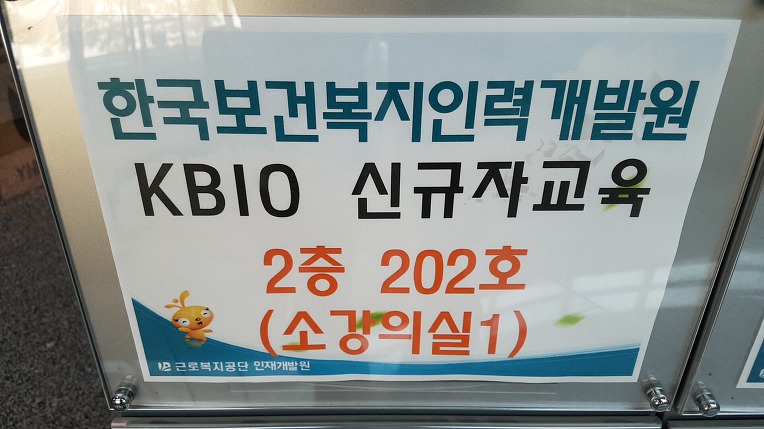 한국보건복지인력개발원
KBIO 신규자교육
2층 202호
(소강의실1)
근로복지공단 인재개발원